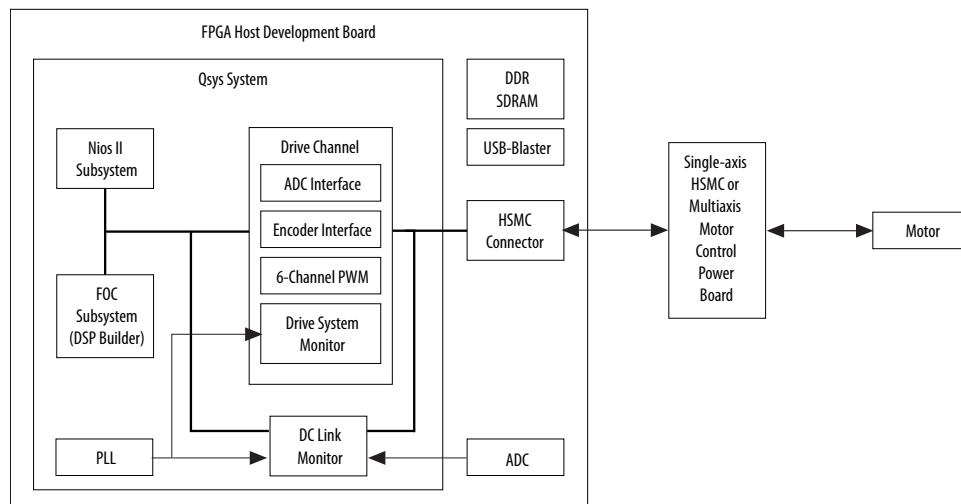 FPGA Host Development Board
Qsys System
DDR
SDRAM
Nios II
Subsystem
Drive Channel
USB-Blaster
ADC Interface
Single-axis
HSMC or
Multiaxis
Motor
Control
Power
Board
Encoder Interface
HSMC
Connector
Motor
6-Channel PWM
FOC
Subsystem
(DSP Builder)
Drive System
Monitor
PLL
DC Link
Monitor
ADC